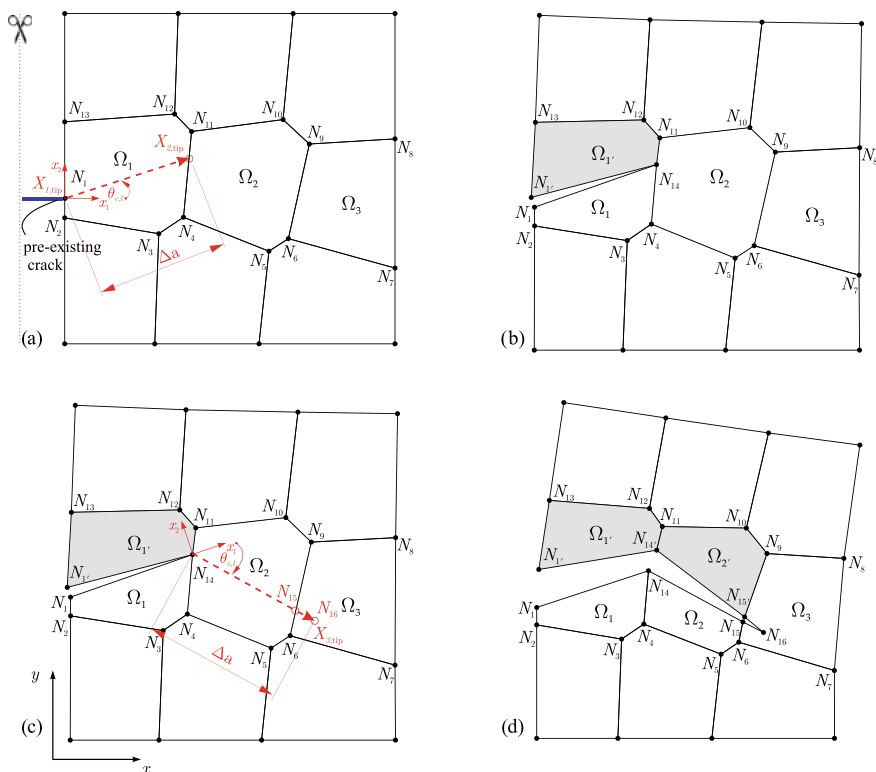 N₁₃
N₁₂
N₁₁
N₁₀
N₉
N₈
X₂,tip
Ω₁
x₂
N₁
X₁,tip
x₁
θc,l
Ω₂
Ω₃
N₂
N₃
N₄
N₅
N₆
N₇
pre-existing
crack
Δa
(a)
N₁₃
N₁₂
N₁₁
N₁₀
N₉
N₈
Ω₁′
N₁′
N₁₄
N₁
Ω₁
Ω₂
Ω₃
N₂
N₃
N₄
N₅
N₆
N₇
(b)
N₁₃
N₁₂
N₁₁
N₁₀
N₉
N₈
x₂
Ω₁′
x₁
θc,l
Ω₂
N₁′
N₁₄
N₁₅
N₁₆
Ω₃
N₁
Ω₁
X₃,tip
N₂
N₃
N₄
N₅
N₆
N₇
Δa
(c)
y
x
N₁₃
N₁₂
N₁₁
N₁₀
N₉
N₈
Ω₁′
N₁₄′
Ω₂′
N₁′
N₁₄
N₁₅′
Ω₃
N₁
Ω₁
Ω₂
N₁₅
N₁₆
N₂
N₃
N₄
N₅
N₆
N₇
(d)